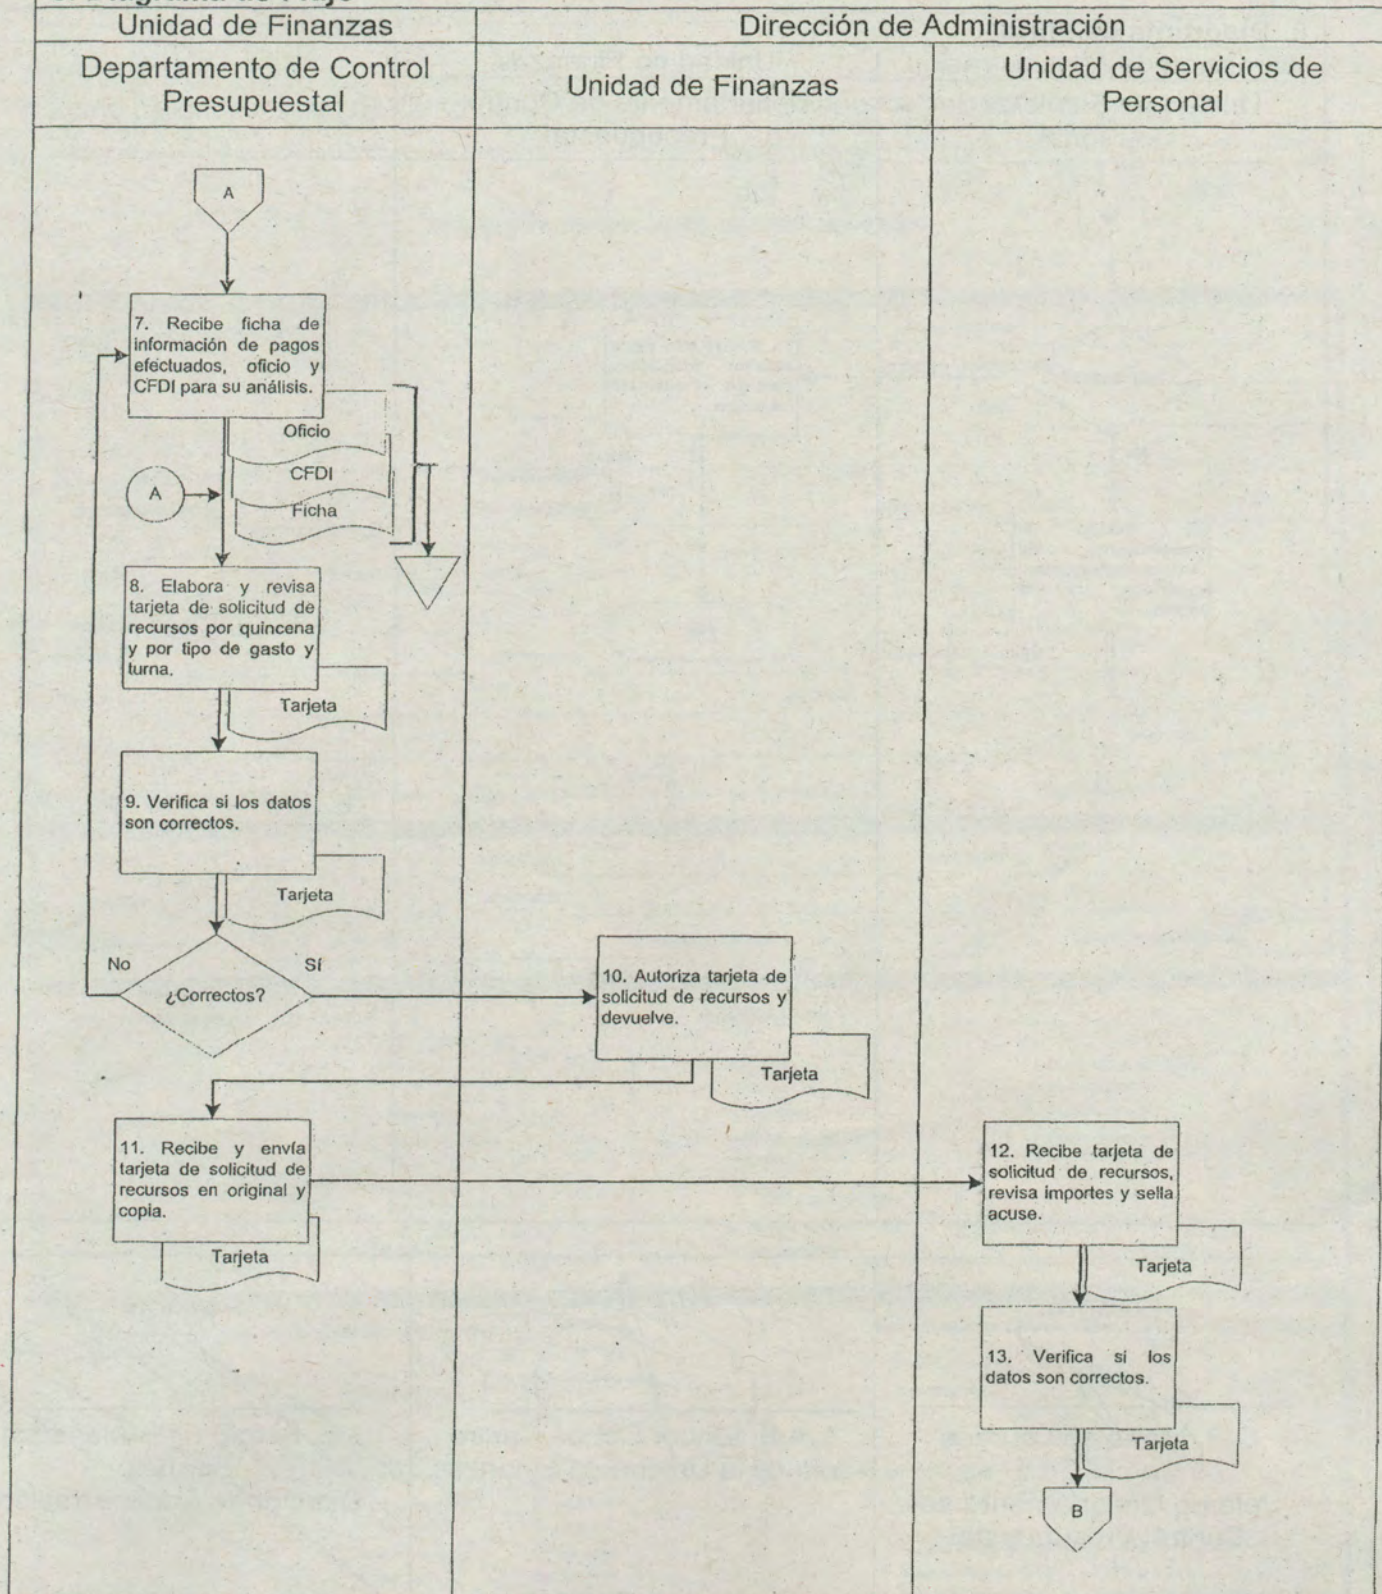 Unidad de Finanzas
Dirección de Administración
Departamento de Control
Presupuestal
Unidad de Finanzas
Unidad de Servicios de
Personal
A
7. Recibe ficha de
información de pagos
efectuados, oficio y
CFDI para su análisis.
Oficio
CFDI
Ficha
A
8. Elabora y revisa
tarjeta de solicitud de
recursos por quincena
y por tipo de gasto y
turna.
Tarjeta
9. Verifica si los datos
son correctos.
Tarjeta
No
Sí
¿Correctos?
10. Autoriza tarjeta de
solicitud de recursos y
devuelve.
Tarjeta
11. Recibe y envía
tarjeta de solicitud de
recursos en original y
copia.
Tarjeta
12. Recibe tarjeta de
solicitud de recursos,
revisa importes y sella
acuse.
Tarjeta
13. Verifica si los
datos son correctos.
Tarjeta
B